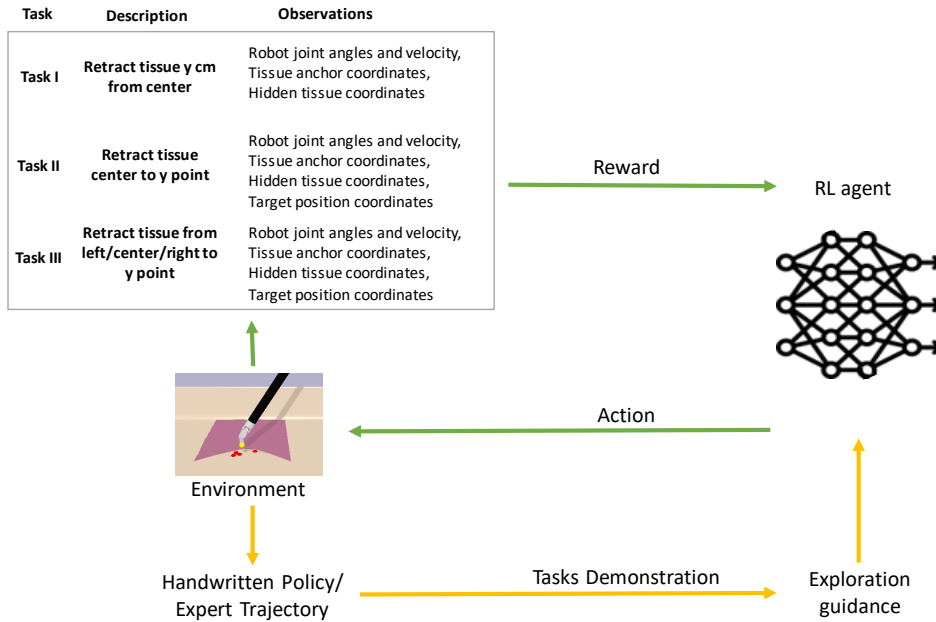 Task Description Observations
Task I
Retract tissue y cm
from center
Robot joint angles and velocity,
Tissue anchor coordinates,
Hidden tissue coordinates
Task II
Retract tissue
center to y point
Robot joint angles and velocity,
Tissue anchor coordinates,
Hidden tissue coordinates,
Target position coordinates
Task III
Retract tissue from
left/center/right to
y point
Robot joint angles and velocity,
Tissue anchor coordinates,
Hidden tissue coordinates,
Target position coordinates
Reward
RL agent
Action
Environment
Handwritten Policy/
Expert Trajectory
Tasks Demonstration
Exploration
guidance